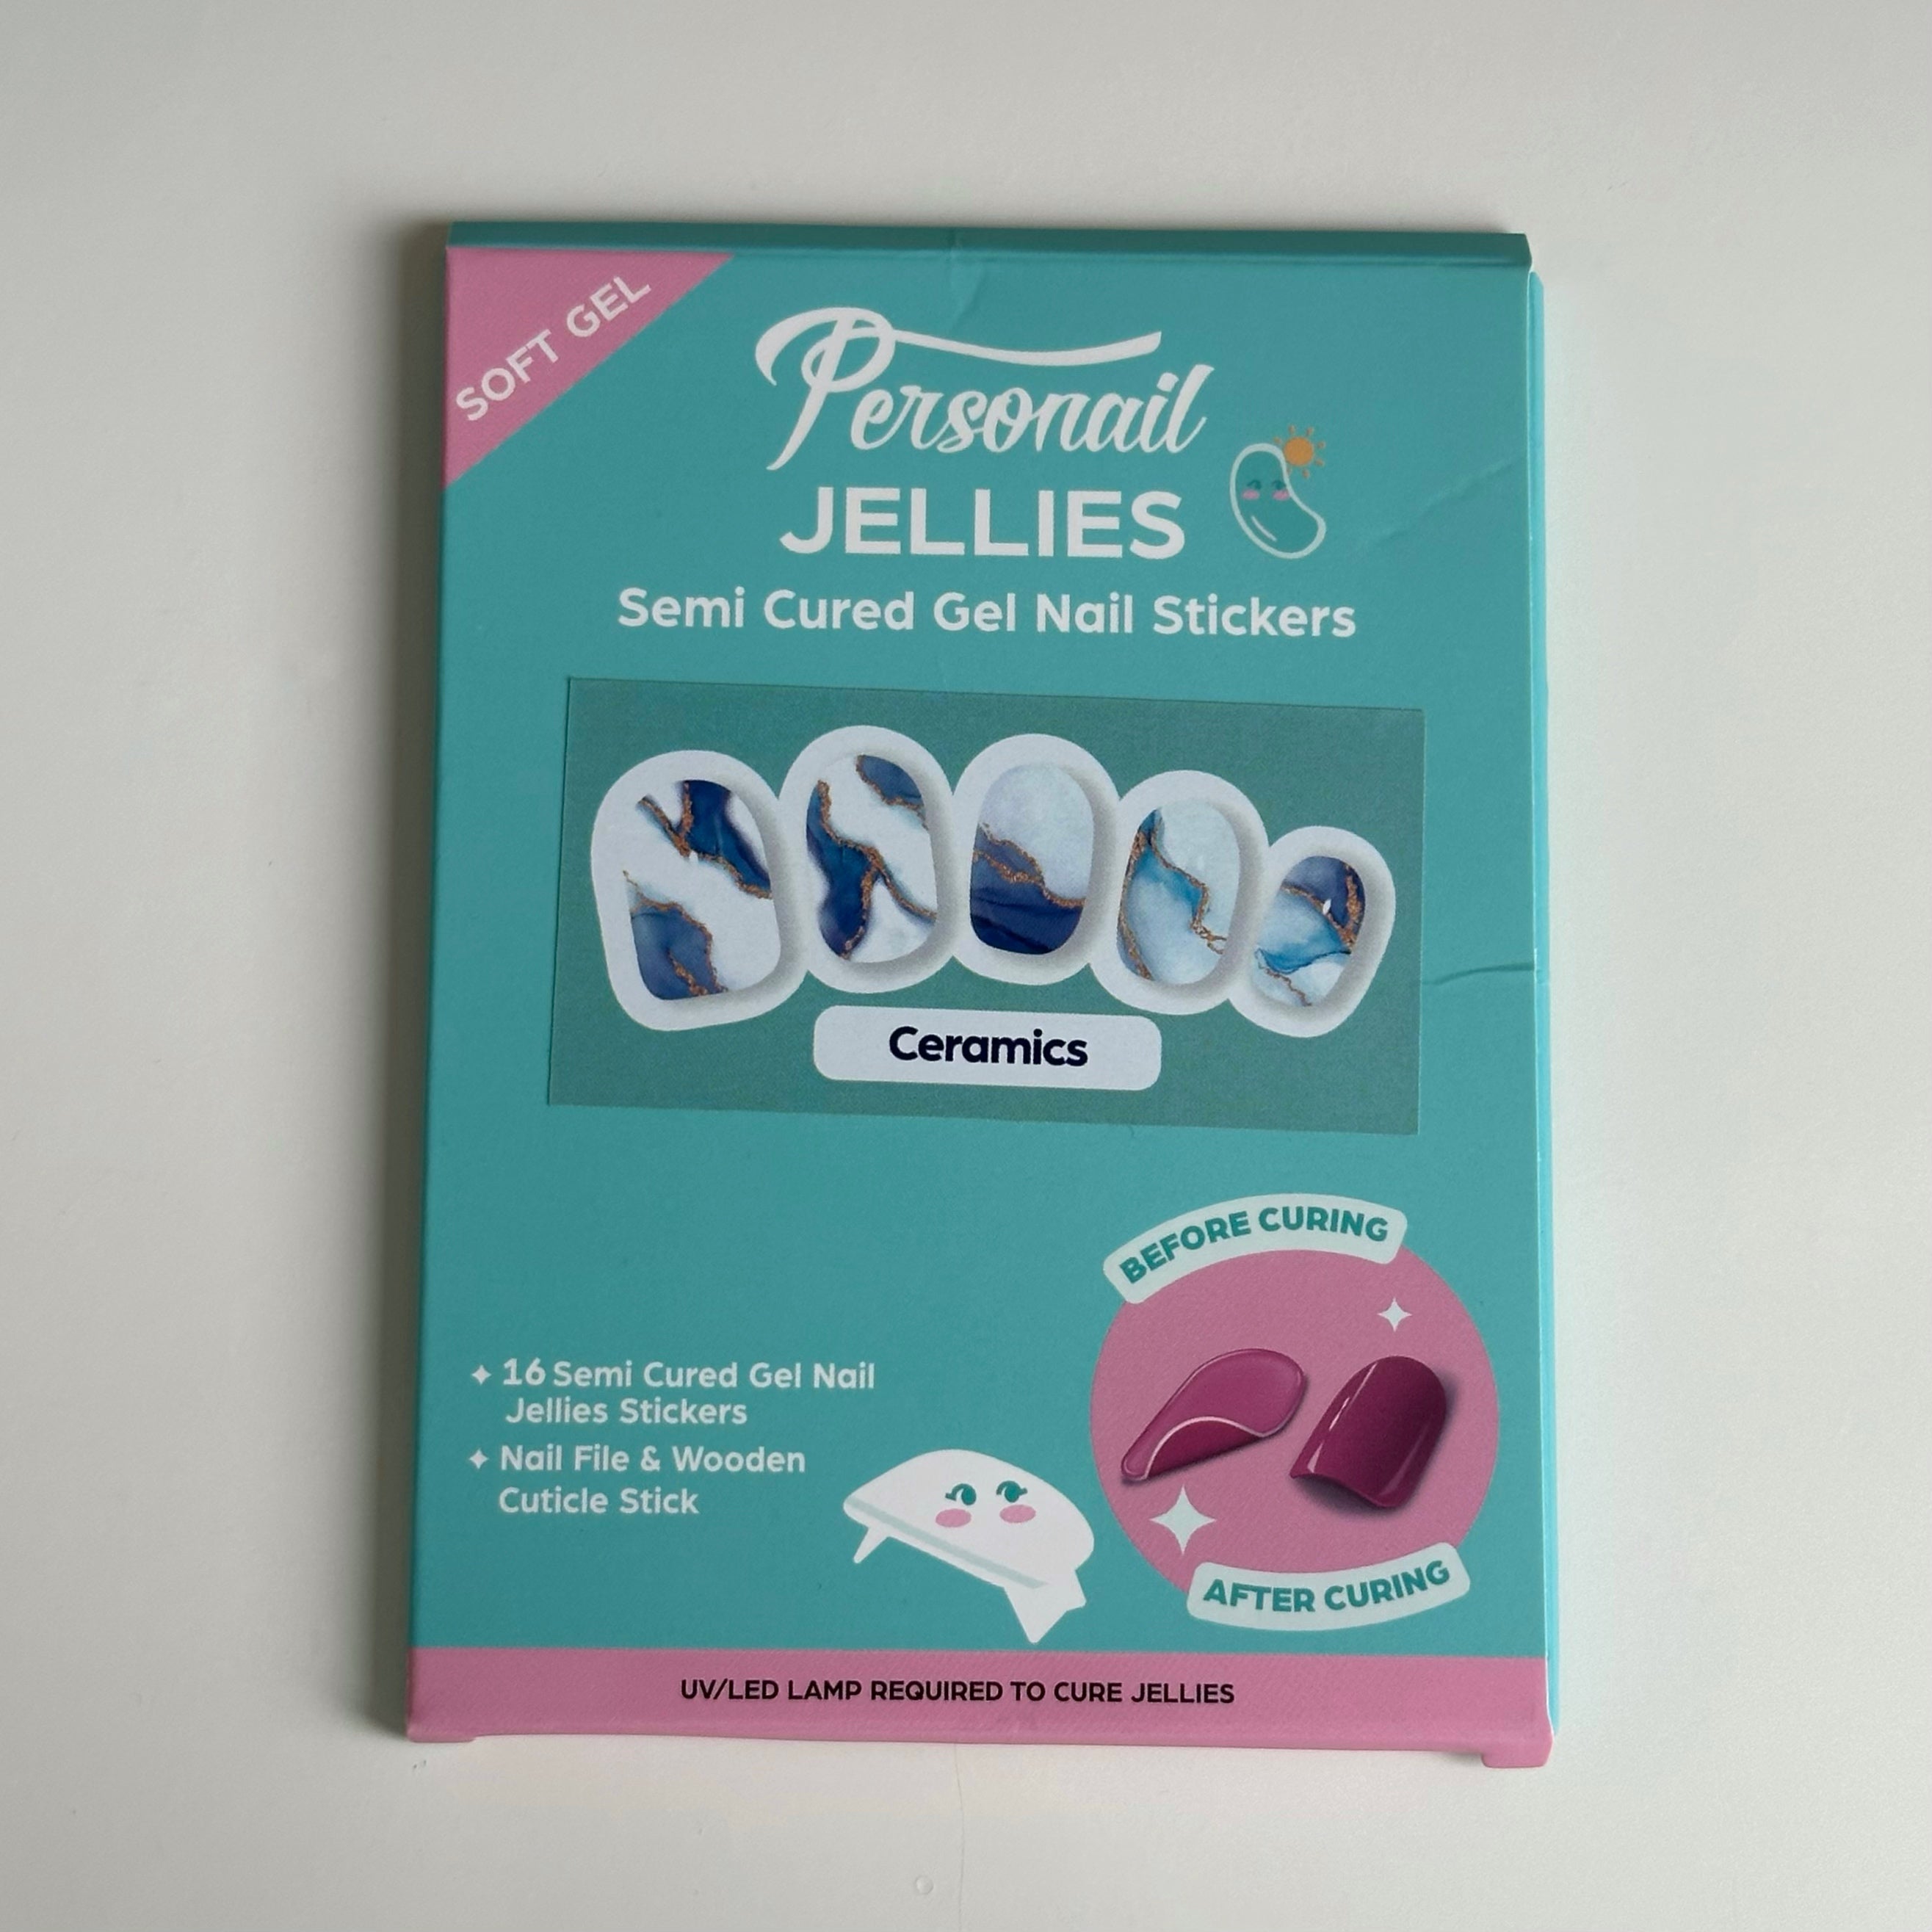 SOFT GEL
Personail
JELLIES
Semi Cured Gel Nail Stickers
Ceramics
BEFORE CURING
16 Semi Cured Gel Nail
Jellies Stickers
Nail File & Wooden
Cuticle Stick
AFTER CURING
UV/LED LAMP REQUIRED TO CURE JELLIES